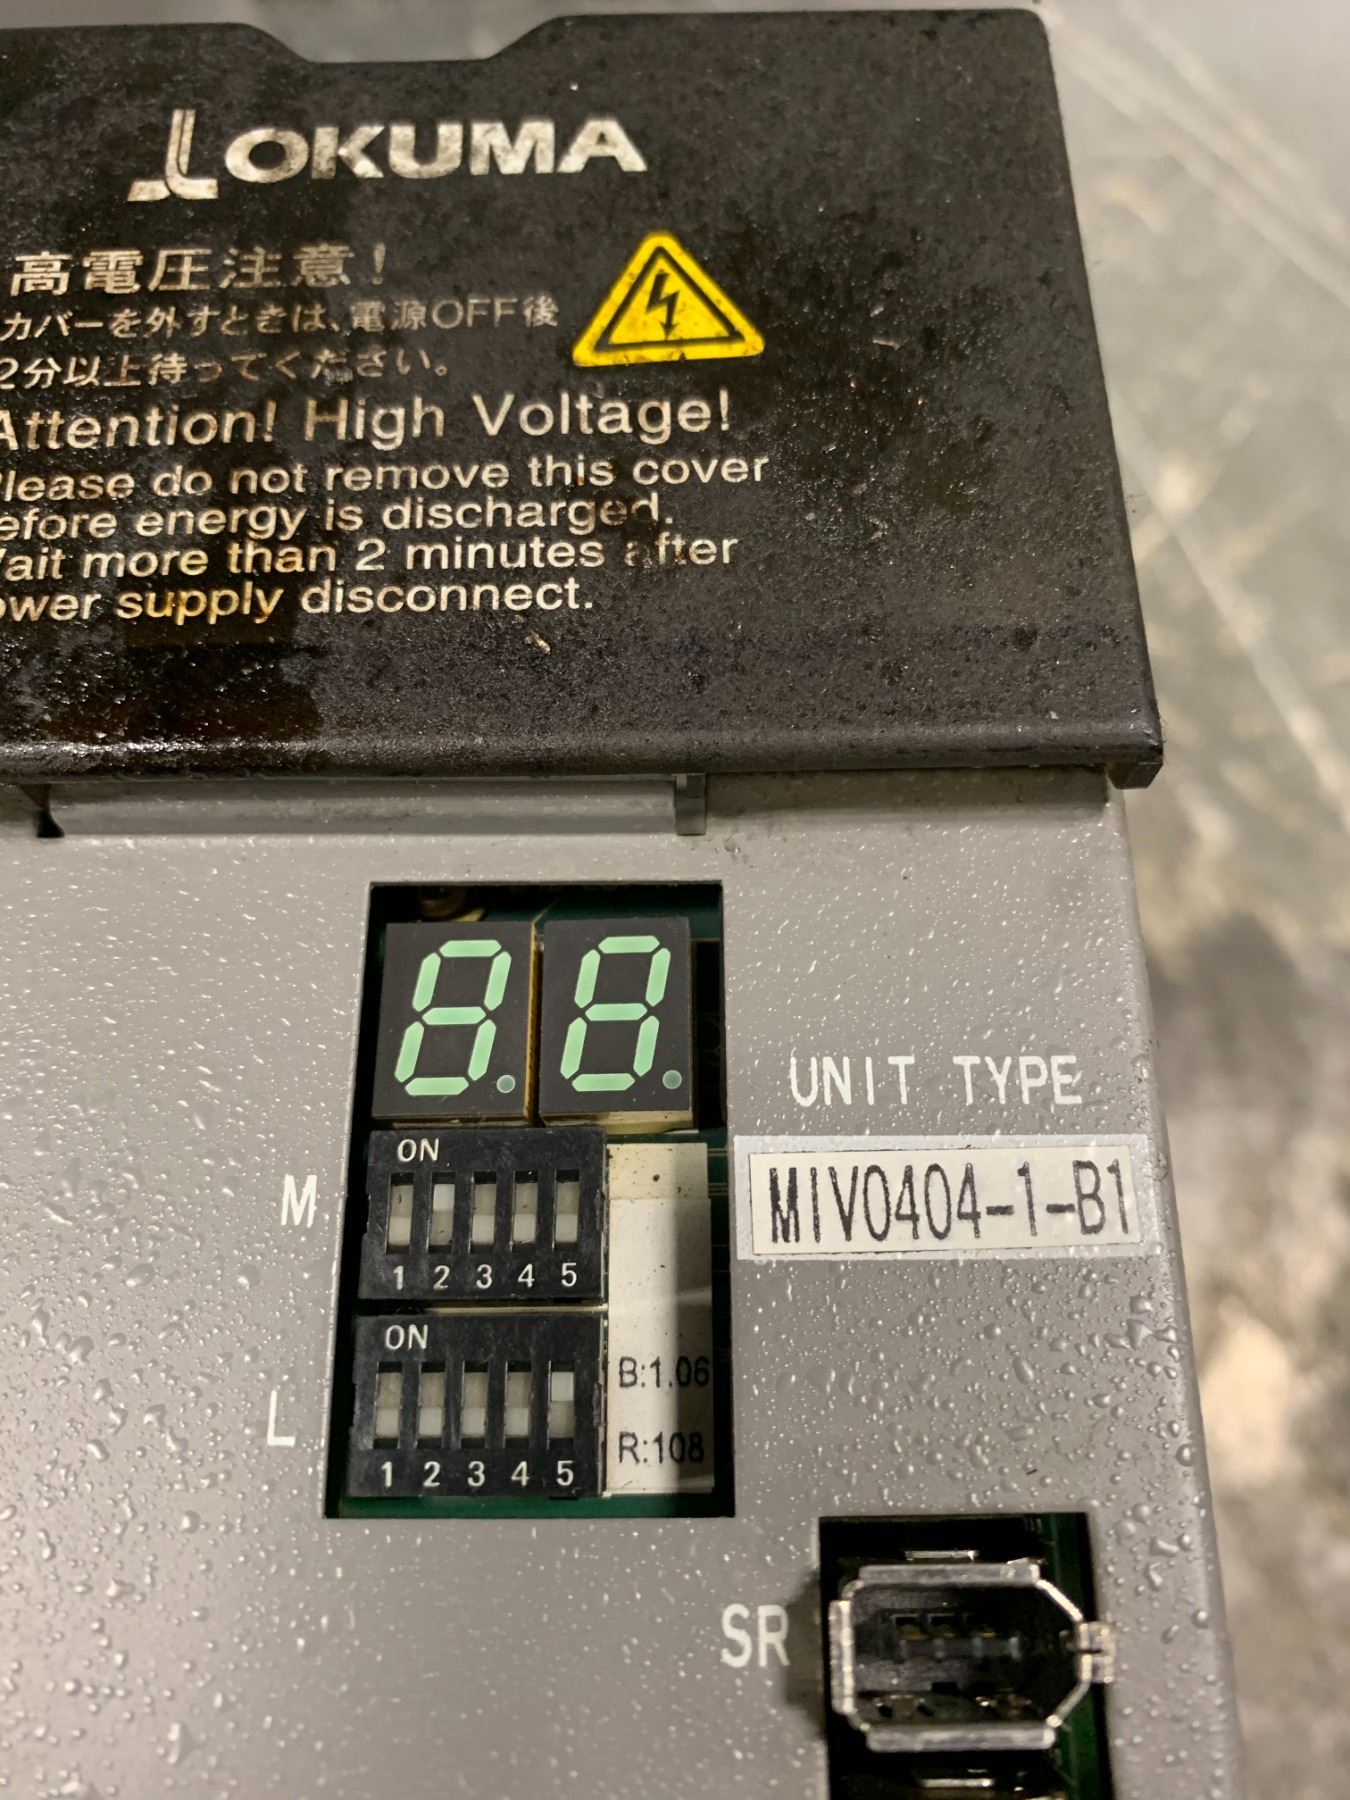 OKUMA
高電圧注意!
カバーを外すときは、電源OFF後
2分以上待ってください。
Attention! High Voltage!
lease do not remove this cover
efore energy is discharged.
ait more than 2 minutes after
ower supply disconnect.
8.8.
UNIT TYPE
MIV0404-1-B1
M
ON
1 2 3 4 5
L
ON
1 2 3 4 5
B:1.06
R:108
SR